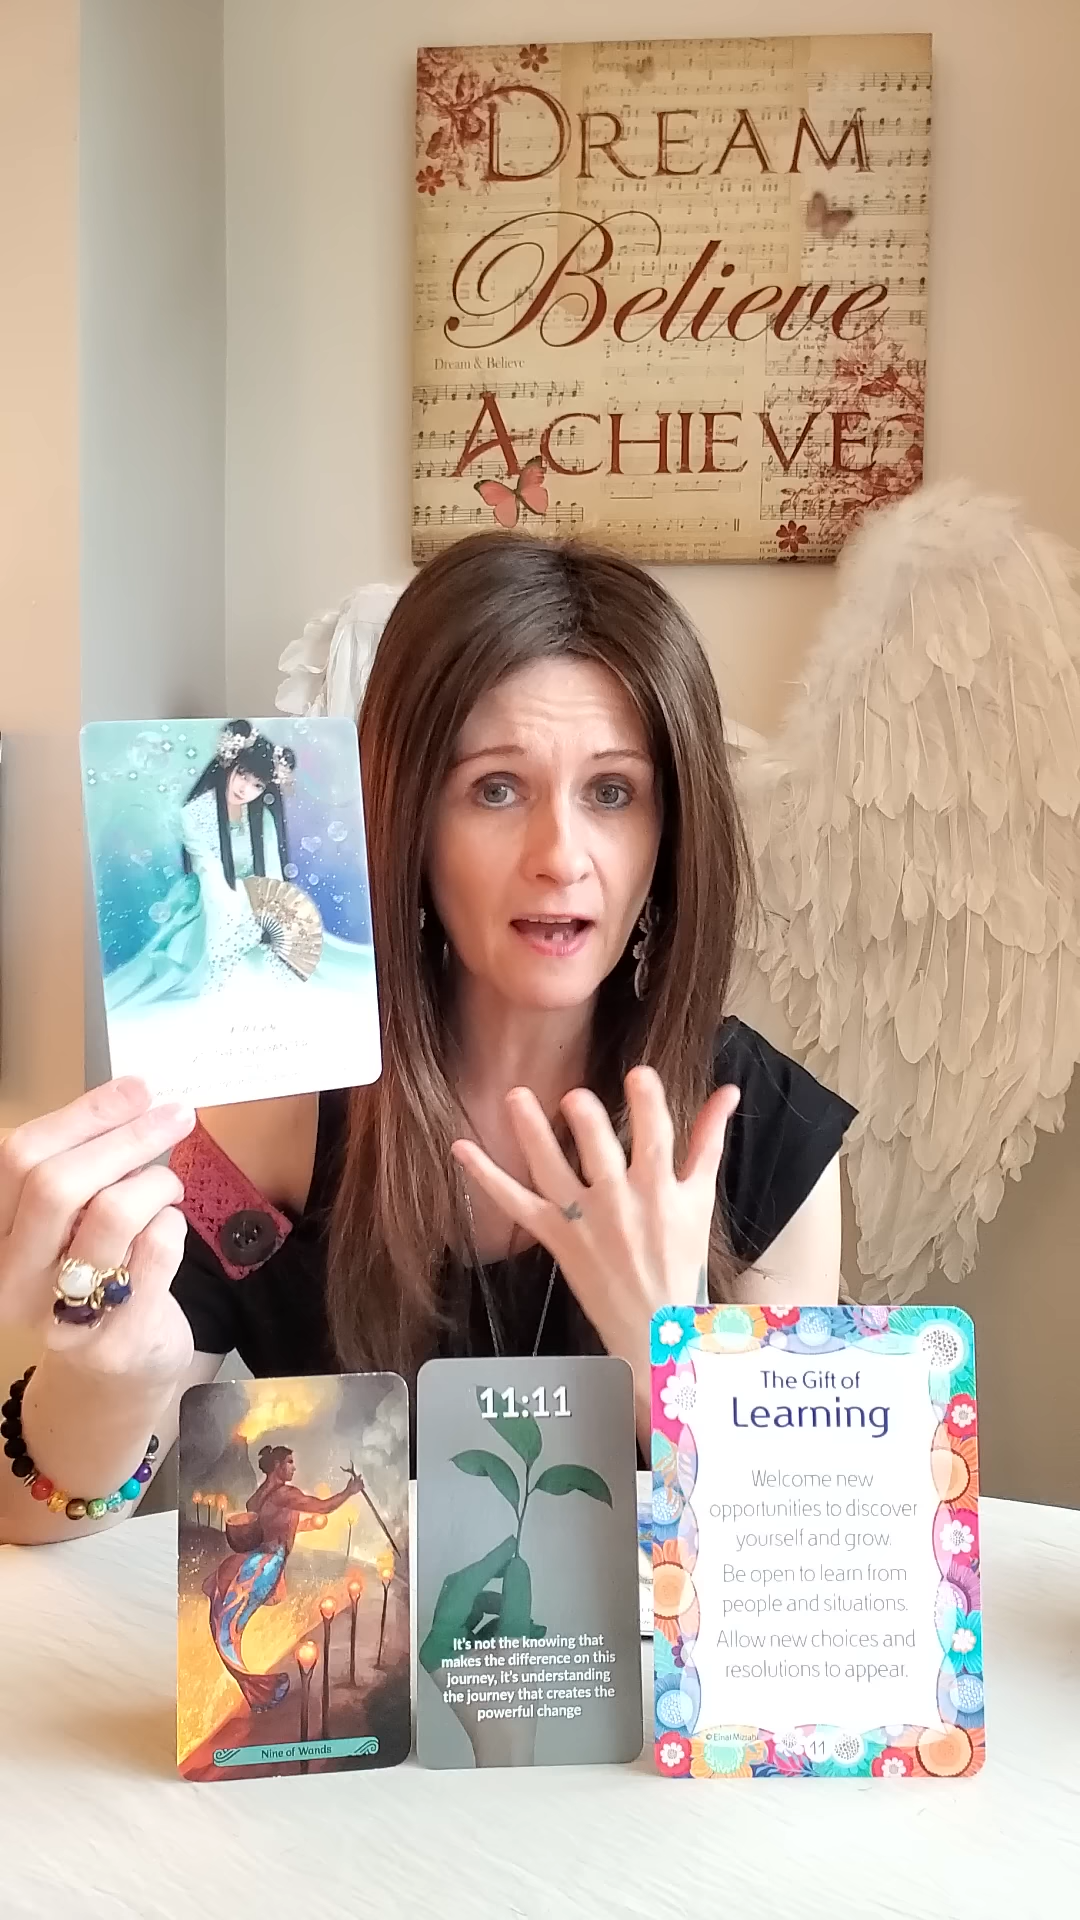 DREAM
Believe
Dream & Believe
ACHIEVE
Nine of Wands
11:11
It's not the knowing that
makes the difference on this
journey, it's understanding
the journey that creates the
powerful change
The Gift of
Learning
Welcome new
opportunities to discover
yourself and grow.
Be open to learn from
people and situations.
Allow new choices and
resolutions to appear.
© Einat Mizrahi
11